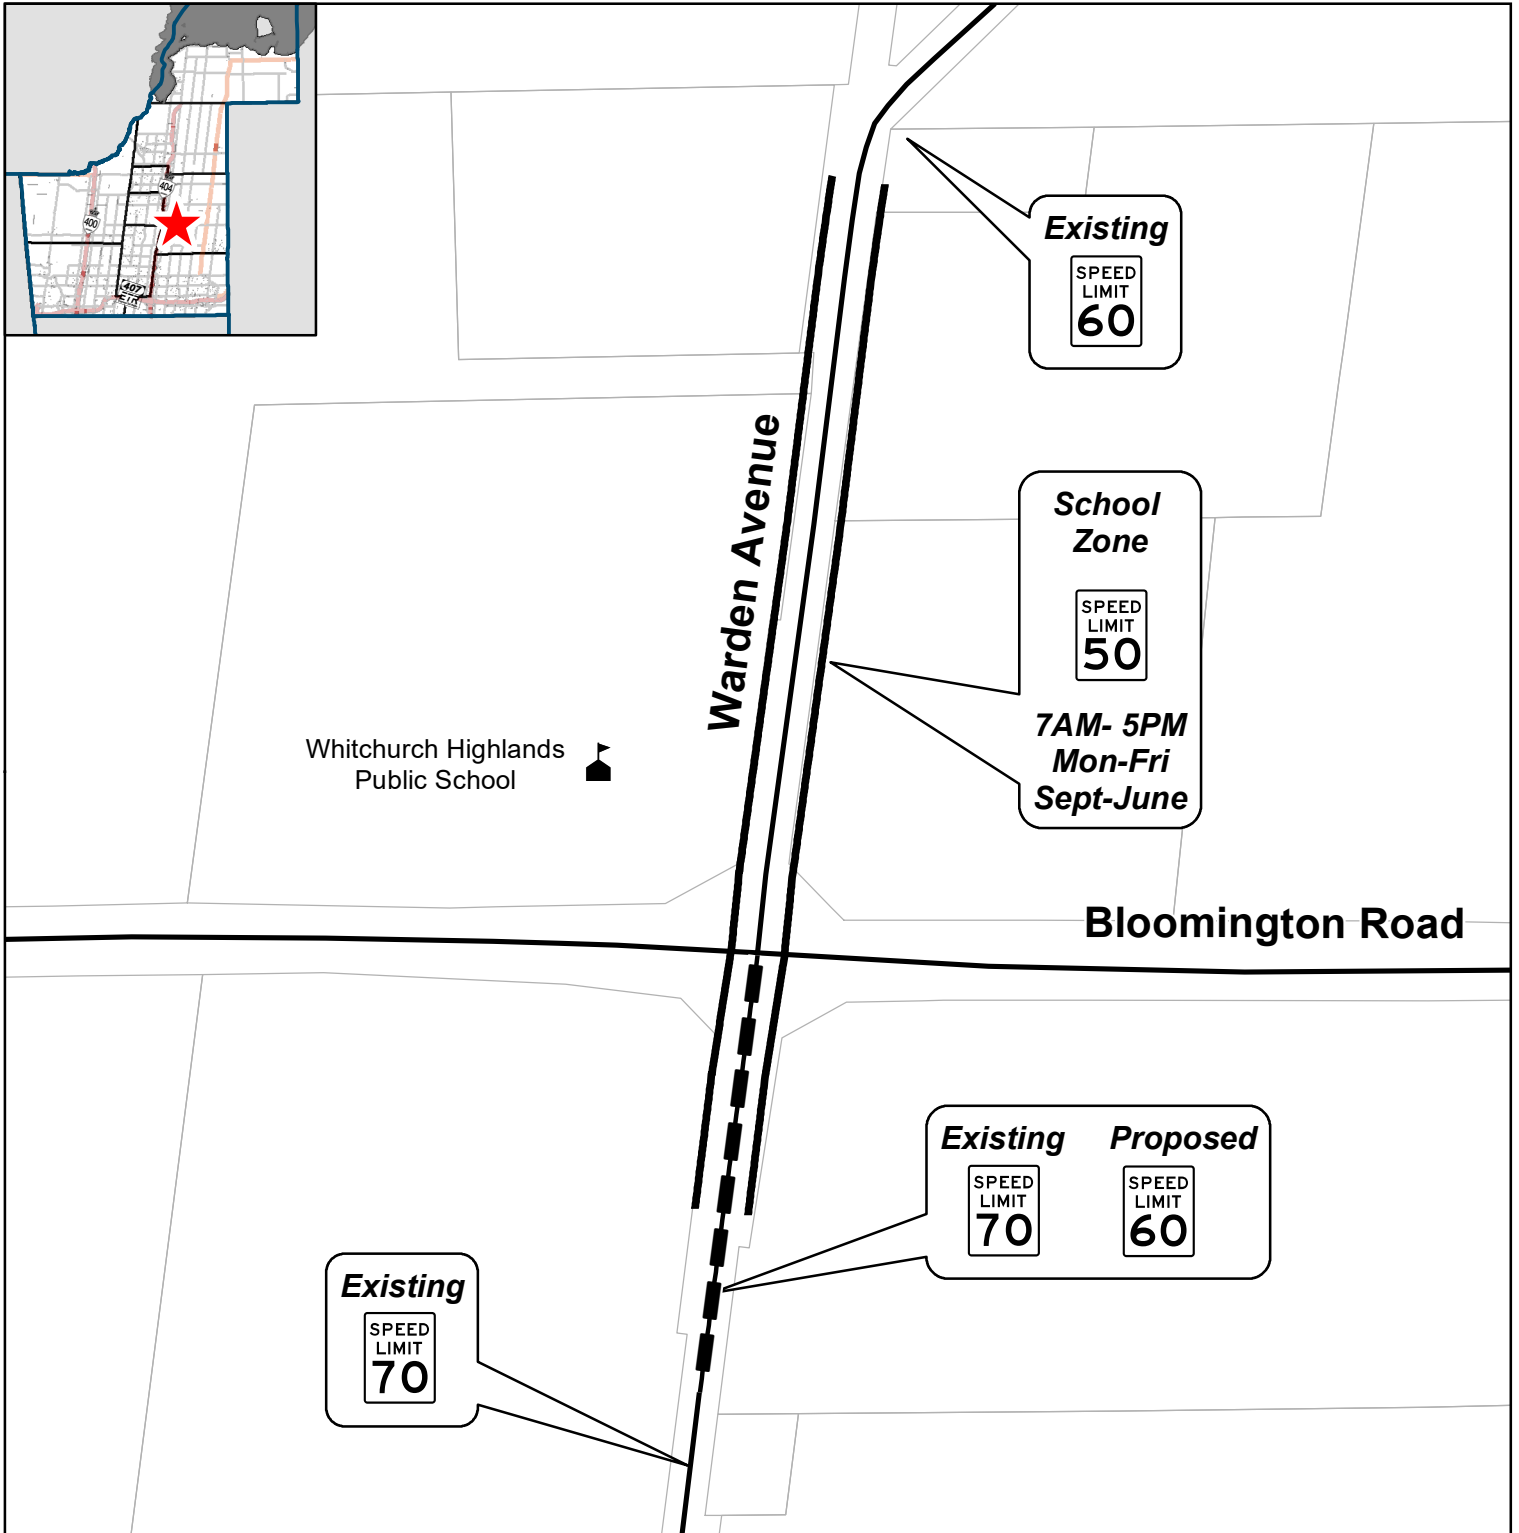 404
400
407
ETR
Existing
SPEED
LIMIT
60
Warden Avenue
School
Zone
SPEED
LIMIT
50
7AM- 5PM
Mon-Fri
Sept-June
Whitchurch Highlands
Public School
Bloomington Road
Existing Proposed
SPEED SPEED
LIMIT LIMIT
70 60
Existing
SPEED
LIMIT
70